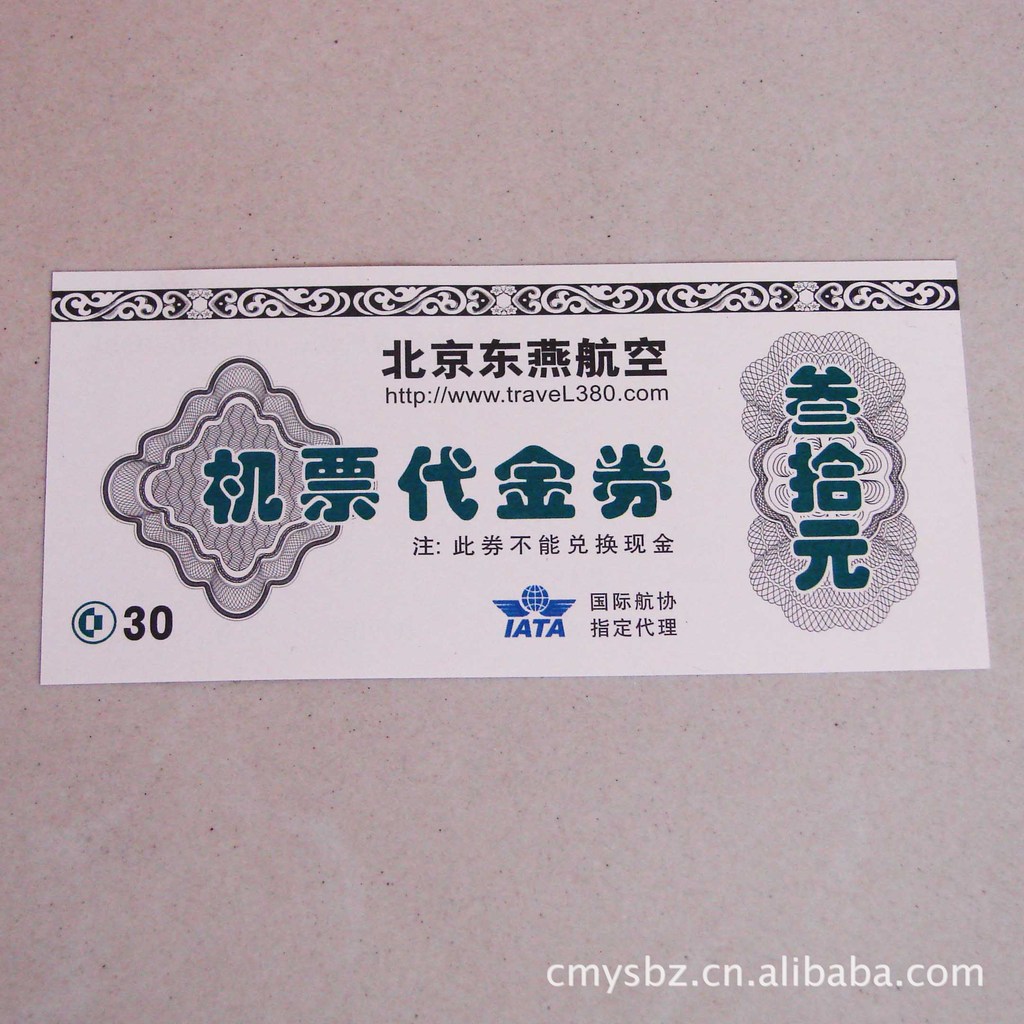 北京东燕航空
http://www.traveL380.com
机票代金券
注: 此券不能兑换现金
叁拾元
30
IATA
国际航协
指定代理
cmysbz.cn.alibaba.com